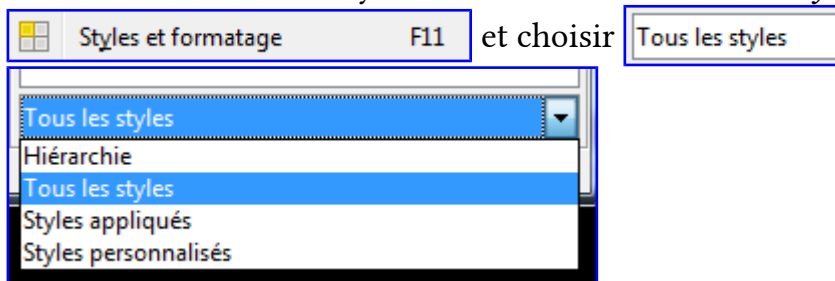 Styles et formatage F11 et choisir Tous les styles
Tous les styles
Hiérarchie
Tous les styles
Styles appliqués
Styles personnalisés